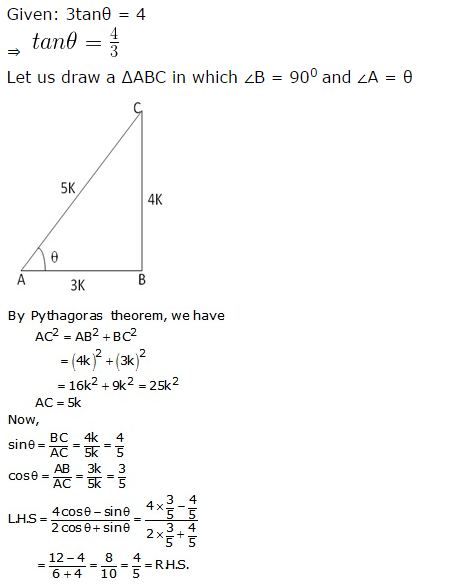 Given: 3tanθ = 4
⇒ tanθ = 4/3
Let us draw a ΔABC in which ∠B = 90⁰ and ∠A = θ
C
5K
4K
θ
A
3K
B
By Pythagoras theorem, we have
AC² = AB² + BC²
= (4k)² + (3k)²
= 16k² + 9k² = 25k²
AC = 5k
Now,
sinθ = BC/AC = 4k/5k = 4/5
cosθ = AB/AC = 3k/5k = 3/5
L.H.S = (4cosθ − sinθ)/(2cosθ + sinθ) = (4 × 3/5 − 4/5)/(2 × 3/5 + 4/5)
= (12 − 4)/(6 + 4) = 8/10 = 4/5 = R.H.S.